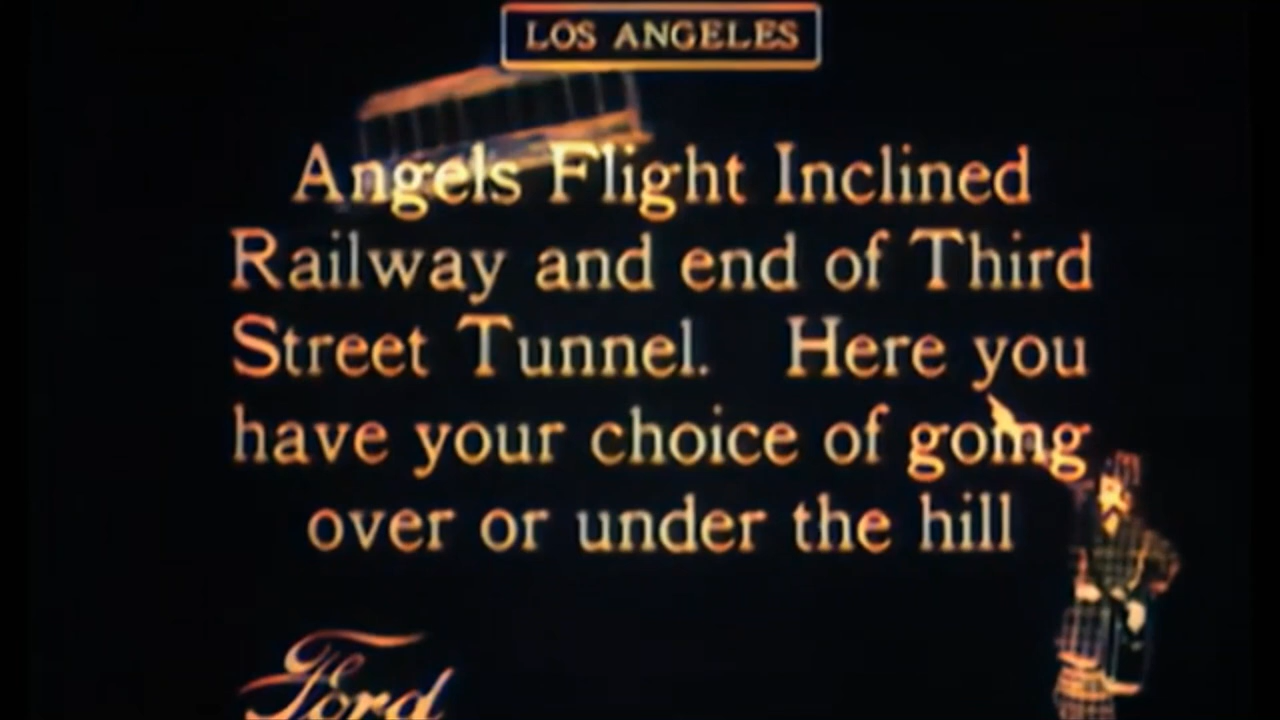 LOS ANGELES
Angels Flight Inclined
Railway and end of Third
Street Tunnel. Here you
have your choice of going
over or under the hill
Ford